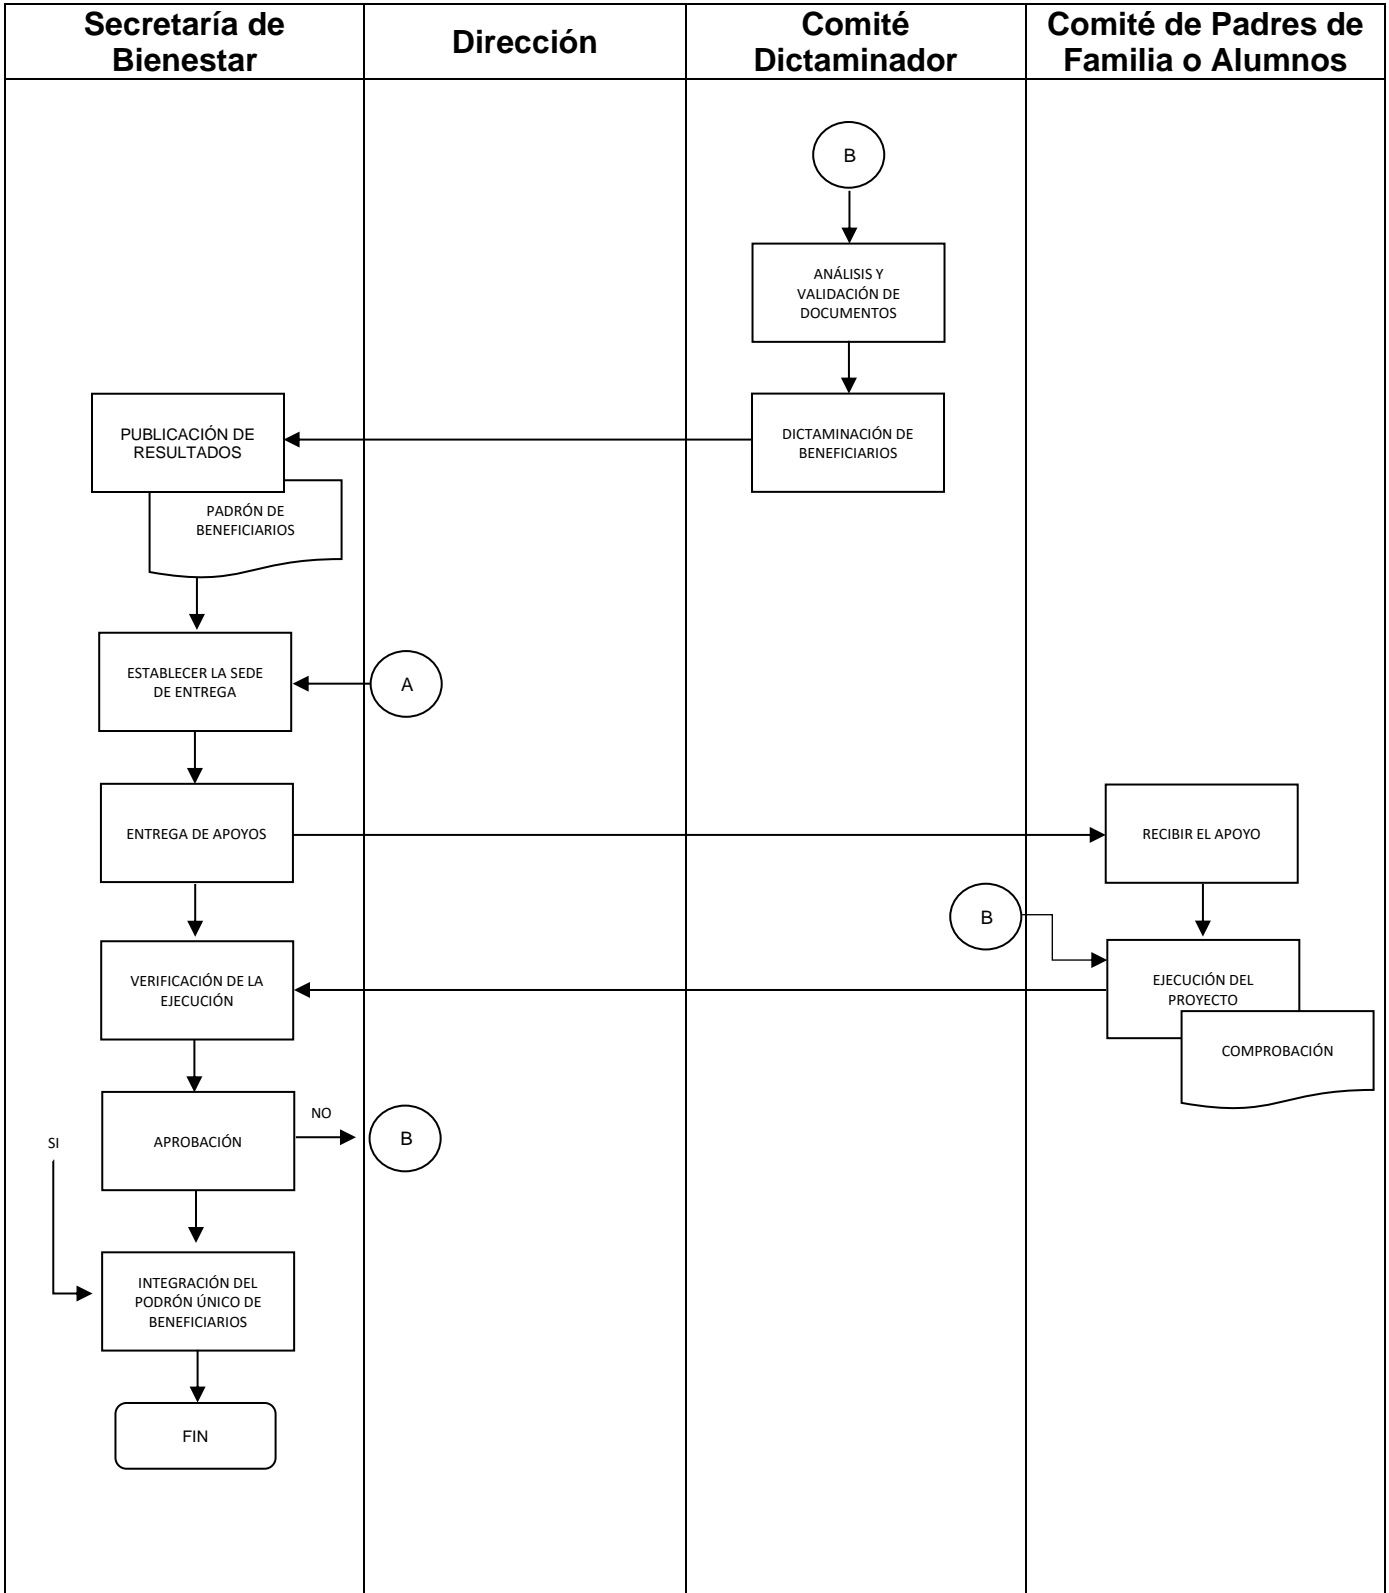 Secretaría de
Bienestar
Dirección
Comité
Dictaminador
Comité de Padres de
Familia o Alumnos
B
ANÁLISIS Y
VALIDACIÓN DE
DOCUMENTOS
PUBLICACIÓN DE
RESULTADOS
DICTAMINACIÓN DE
BENEFICIARIOS
PADRÓN DE
BENEFICIARIOS
ESTABLECER LA SEDE
DE ENTREGA
A
ENTREGA DE APOYOS
RECIBIR EL APOYO
B
VERIFICACIÓN DE LA
EJECUCIÓN
EJECUCIÓN DEL
PROYECTO
COMPROBACIÓN
NO
SI
APROBACIÓN
B
INTEGRACIÓN DEL
PODRÓN ÚNICO DE
BENEFICIARIOS
FIN